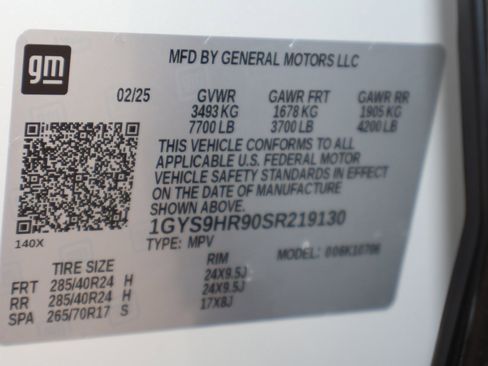 gm
MFD BY GENERAL MOTORS LLC
02/25 GVWR GAWR FRT GAWR RR
3493 KG 1678 KG 1905 KG
7700 LB 3700 LB 4200 LB
THIS VEHICLE CONFORMS TO ALL
APPLICABLE U.S. FEDERAL MOTOR
VEHICLE SAFETY STANDARDS IN EFFECT
ON THE DATE OF MANUFACTURE
SHOWN ABOVE.
140X
1GYS9HR90SR219130
TYPE: MPV MODEL:
TIRE SIZE RIM
FRT 285/40R24 H 24X9.5J
RR 285/40R24 H 24X9.5J
SPA 265/70R17 S 17X8J